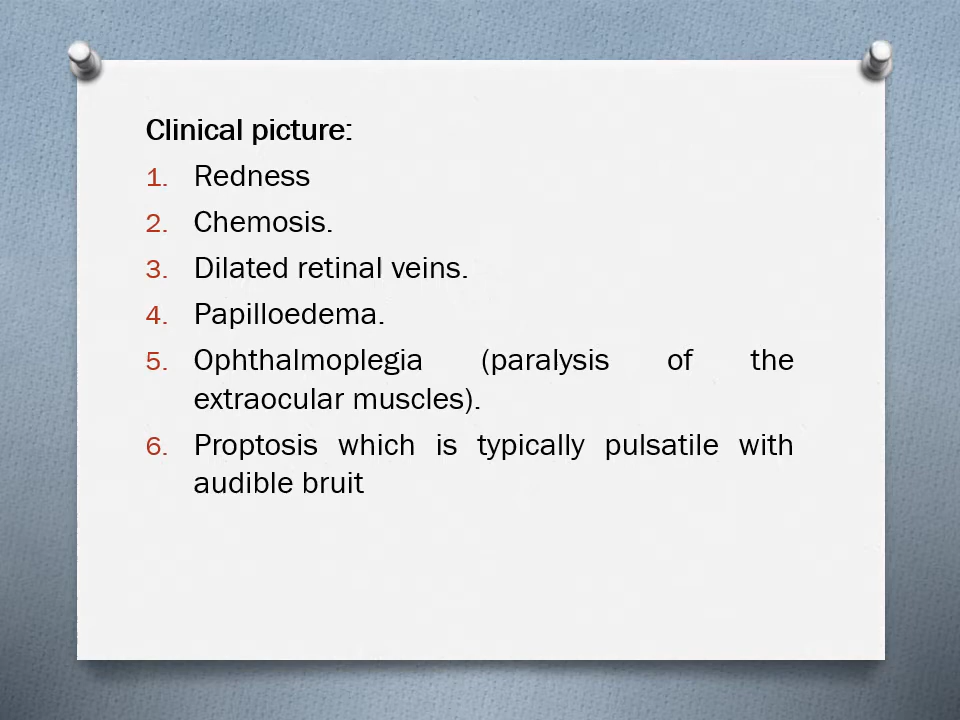 Clinical picture:
1. Redness
2. Chemosis.
3. Dilated retinal veins.
4. Papilloedema.
5. Ophthalmoplegia (paralysis of the
extraocular muscles).
6. Proptosis which is typically pulsatile with
audible bruit